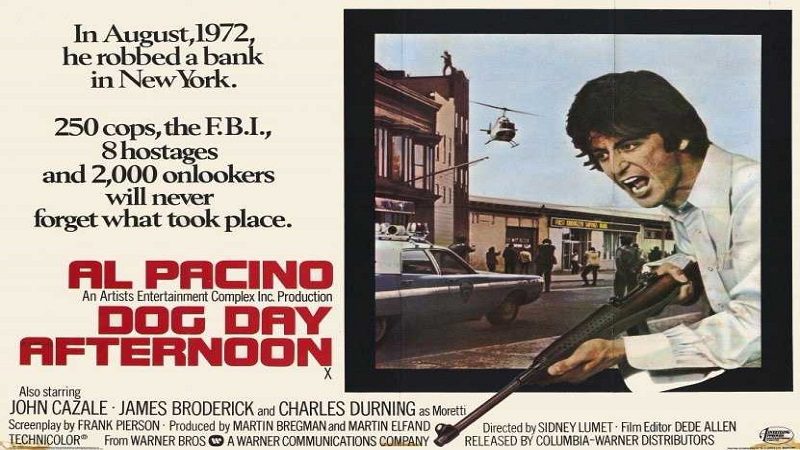 In August,1972,
he robbed a bank
in New York.
250 cops, the F.B.I.,
8 hostages
and 2,000 onlookers
will never
forget what took place.
AL PACINO
An Artists Entertainment Complex Inc. Production
DOG DAY
AFTERNOON
X
FIRST BROOKLYN SAVINGS BANK
Also starring
JOHN CAZALE · JAMES BRODERICK and CHARLES DURNING as Moretti
Screenplay by FRANK PIERSON · Produced by MARTIN BREGMAN and MARTIN ELFAND
Directed by SIDNEY LUMET · Film Editor DEDE ALLEN
TECHNICOLOR® From WARNER BROS A WARNER COMMUNICATIONS COMPANY
RELEASED BY COLUMBIA-WARNER DISTRIBUTORS